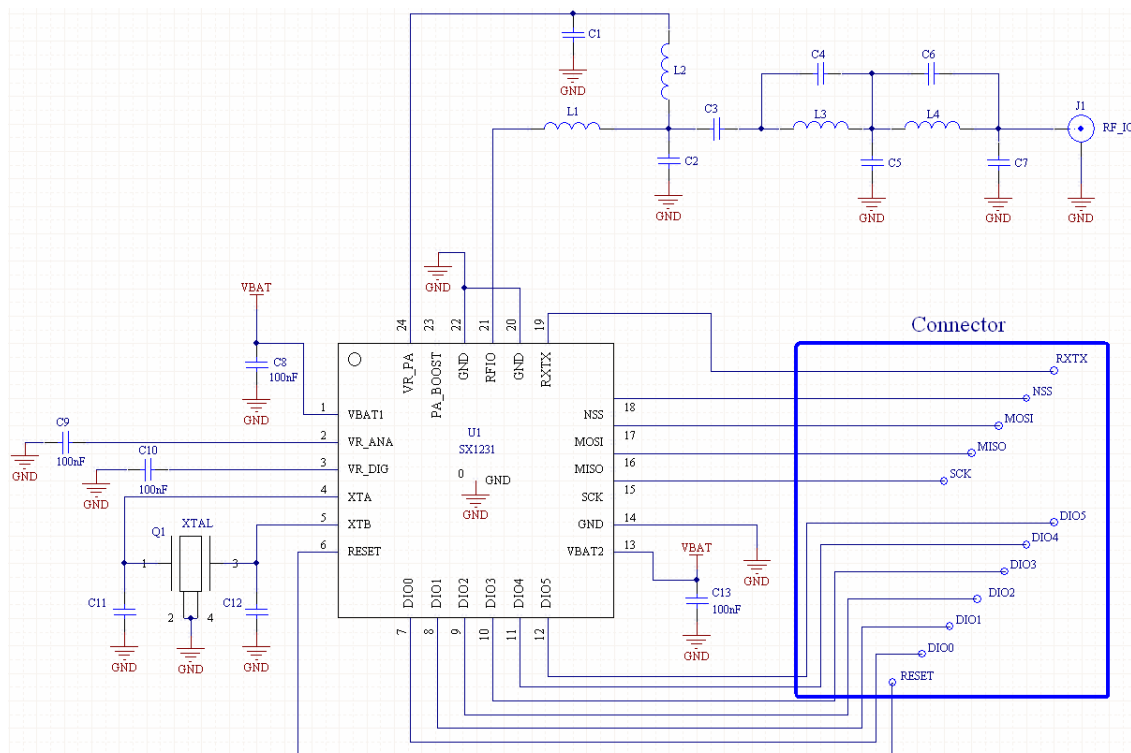 C1
GND
L2
C4
C6
L1
C3
L3
L4
J1
RF_IO
C2
GND
C5
GND
C7
GND
GND
GND
VBAT
24
23
22
21
20
19
VR_PA
PA_BOOST
GND
RFIO
GND
RXTX
Connector
C8
100nF
GND
RXTX
1
VBAT1
NSS
18
NSS
C9
100nF
GND
2
VR_ANA
U1
SX1231
MOSI
17
MOSI
C10
100nF
GND
3
VR_DIG
0
GND
GND
MISO
16
MISO
4
XTA
SCK
15
SCK
Q1
XTAL
5
XTB
GND
14
GND
DIO5
6
RESET
VBAT2
13
VBAT
DIO4
1
3
DIO3
C11
GND
2
4
GND
C12
GND
DIO0
DIO1
DIO2
DIO3
DIO4
DIO5
C13
100nF
GND
DIO2
7
8
9
10
11
12
DIO1
DIO0
RESET